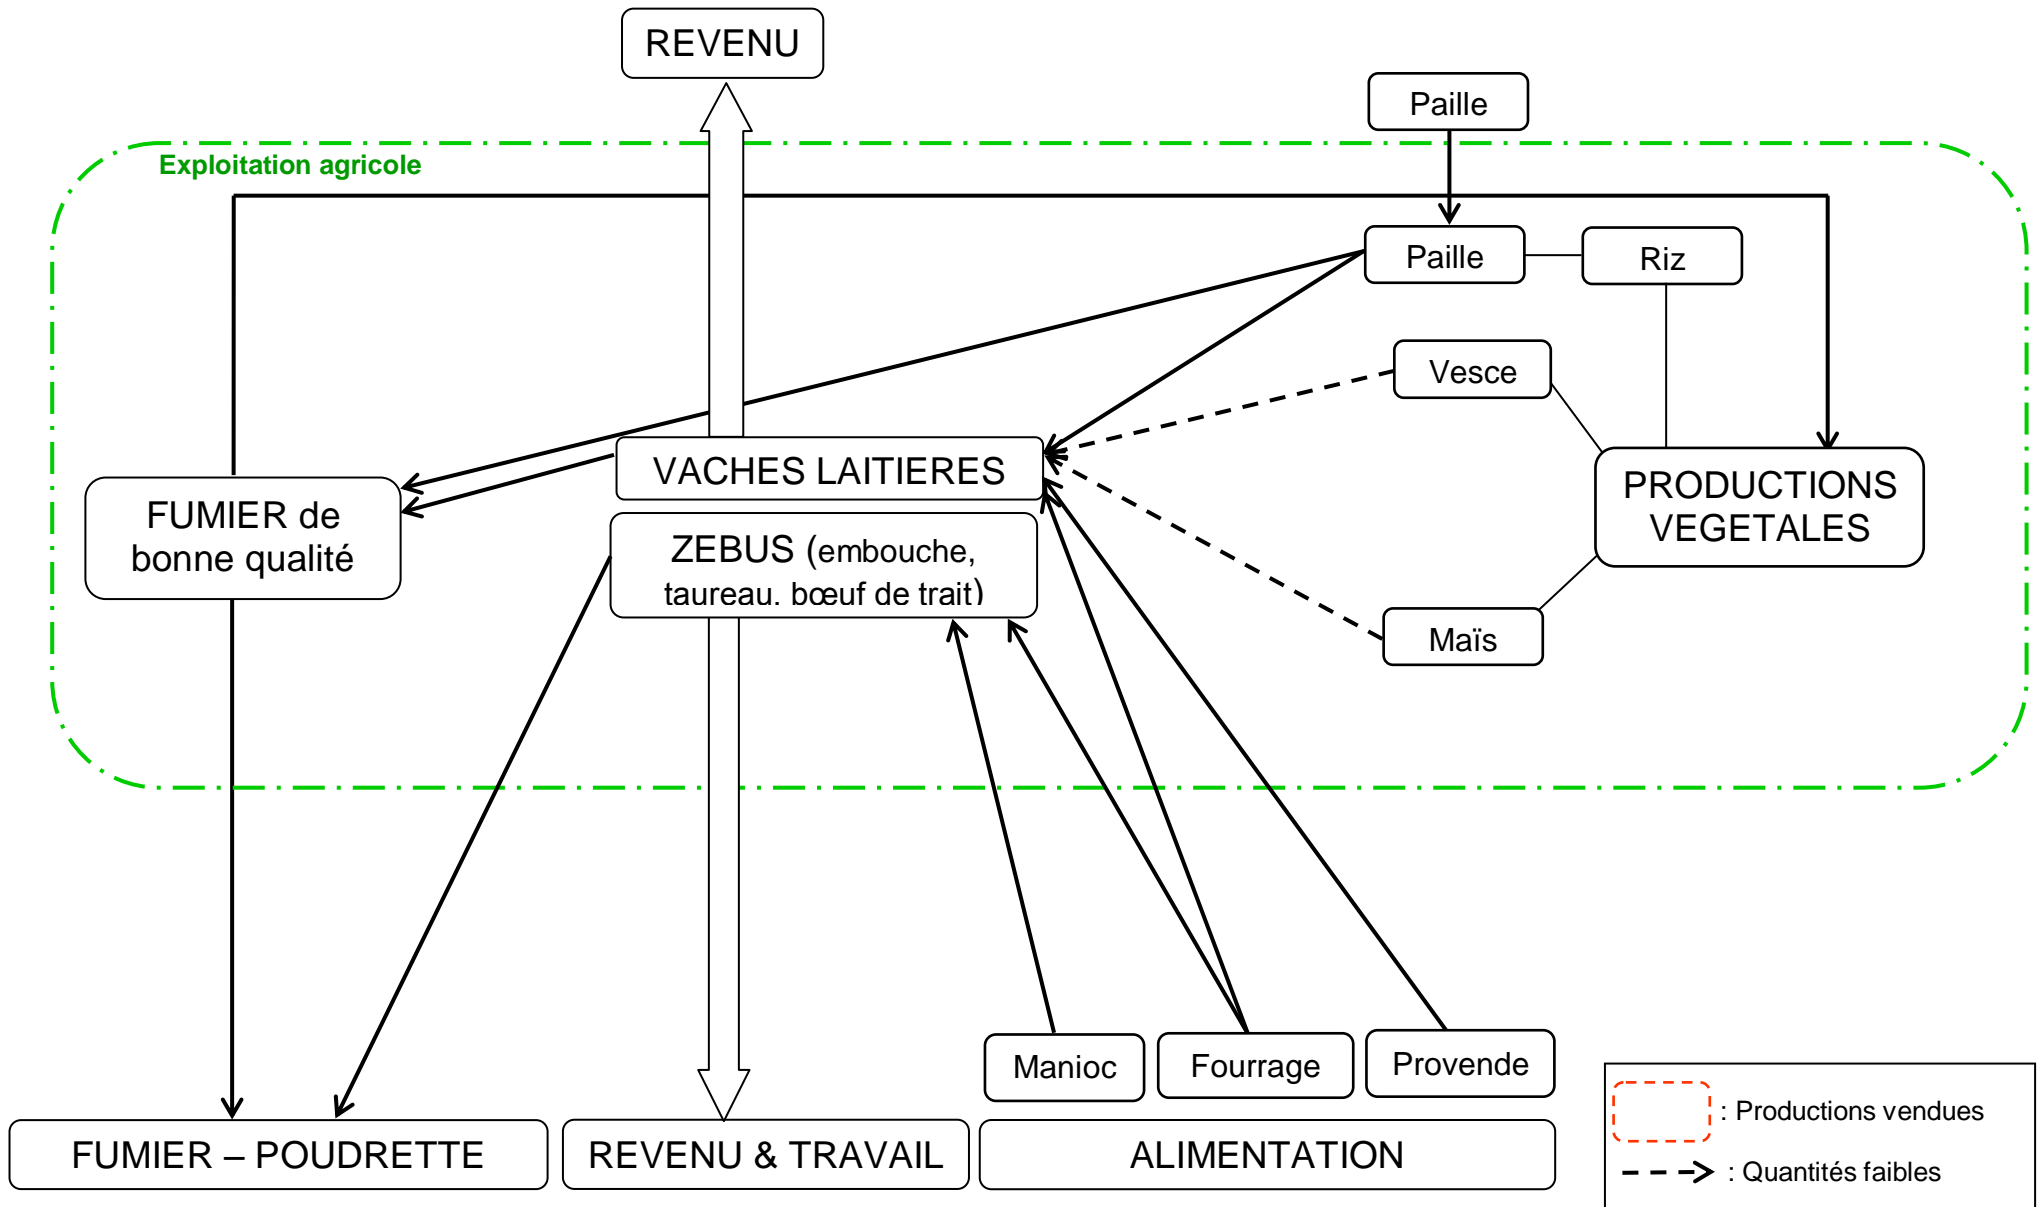 REVENU
Paille
Exploitation agricole
Paille
Riz
Vesce
VACHES LAITIERES
PRODUCTIONS
VEGETALES
FUMIER de
bonne qualité
ZEBUS (embouche,
taureau. bœuf de trait)
Maïs
Manioc
Fourrage
Provende
: Productions vendues
FUMIER – POUDRETTE
REVENU & TRAVAIL
ALIMENTATION
: Quantités faibles